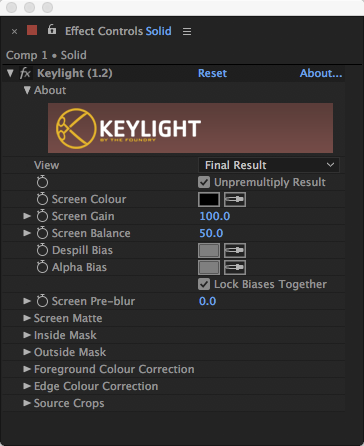 Effect Controls Solid
Comp 1 • Solid
fx Keylight (1.2) Reset About...
About
KEYLIGHT
BY THE FOUNDRY
View Final Result
Unpremultiply Result
Screen Colour
Screen Gain 100.0
Screen Balance 50.0
Despill Bias
Alpha Bias
Lock Biases Together
Screen Pre-blur 0.0
Screen Matte
Inside Mask
Outside Mask
Foreground Colour Correction
Edge Colour Correction
Source Crops